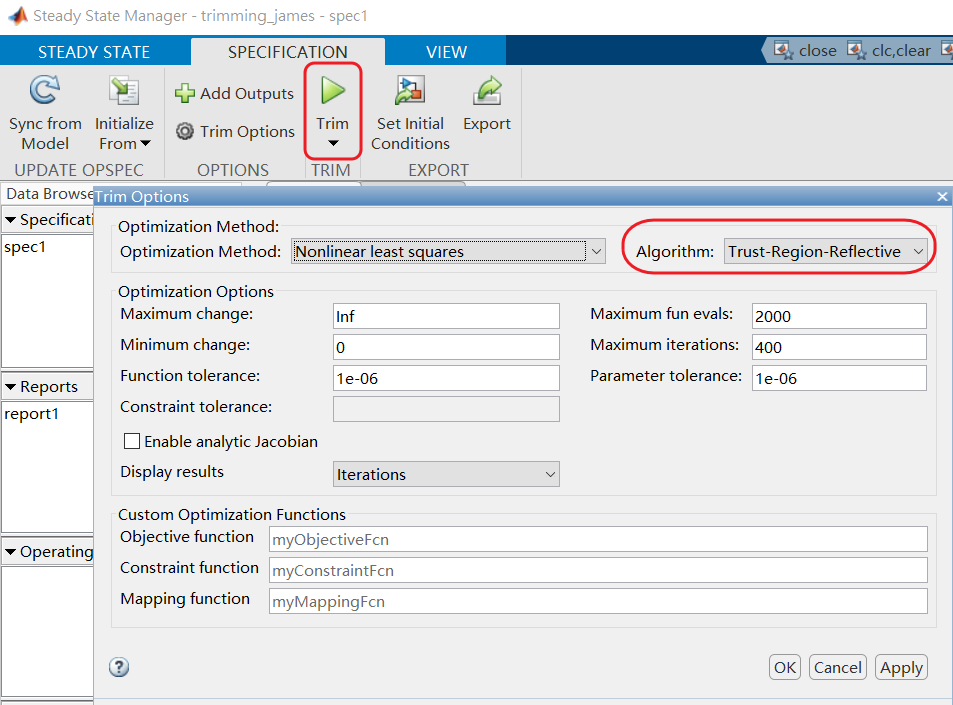 Steady State Manager - trimming_james - spec1
STEADY STATE SPECIFICATION VIEW close clc,clear
Sync from Model
Initialize From
Add Outputs
Trim Options
Trim
Set Initial Conditions
Export
UPDATE OPSPEC OPTIONS TRIM EXPORT
Data Browse
Specificati
spec1
Reports
report1
Operating
Trim Options
Optimization Method:
Optimization Method: Nonlinear least squares Algorithm: Trust-Region-Reflective
Optimization Options
Maximum change: Inf Maximum fun evals: 2000
Minimum change: 0 Maximum iterations: 400
Function tolerance: 1e-06 Parameter tolerance: 1e-06
Constraint tolerance:
Enable analytic Jacobian
Display results Iterations
Custom Optimization Functions
Objective function myObjectiveFcn
Constraint function myConstraintFcn
Mapping function myMappingFcn
? OK Cancel Apply